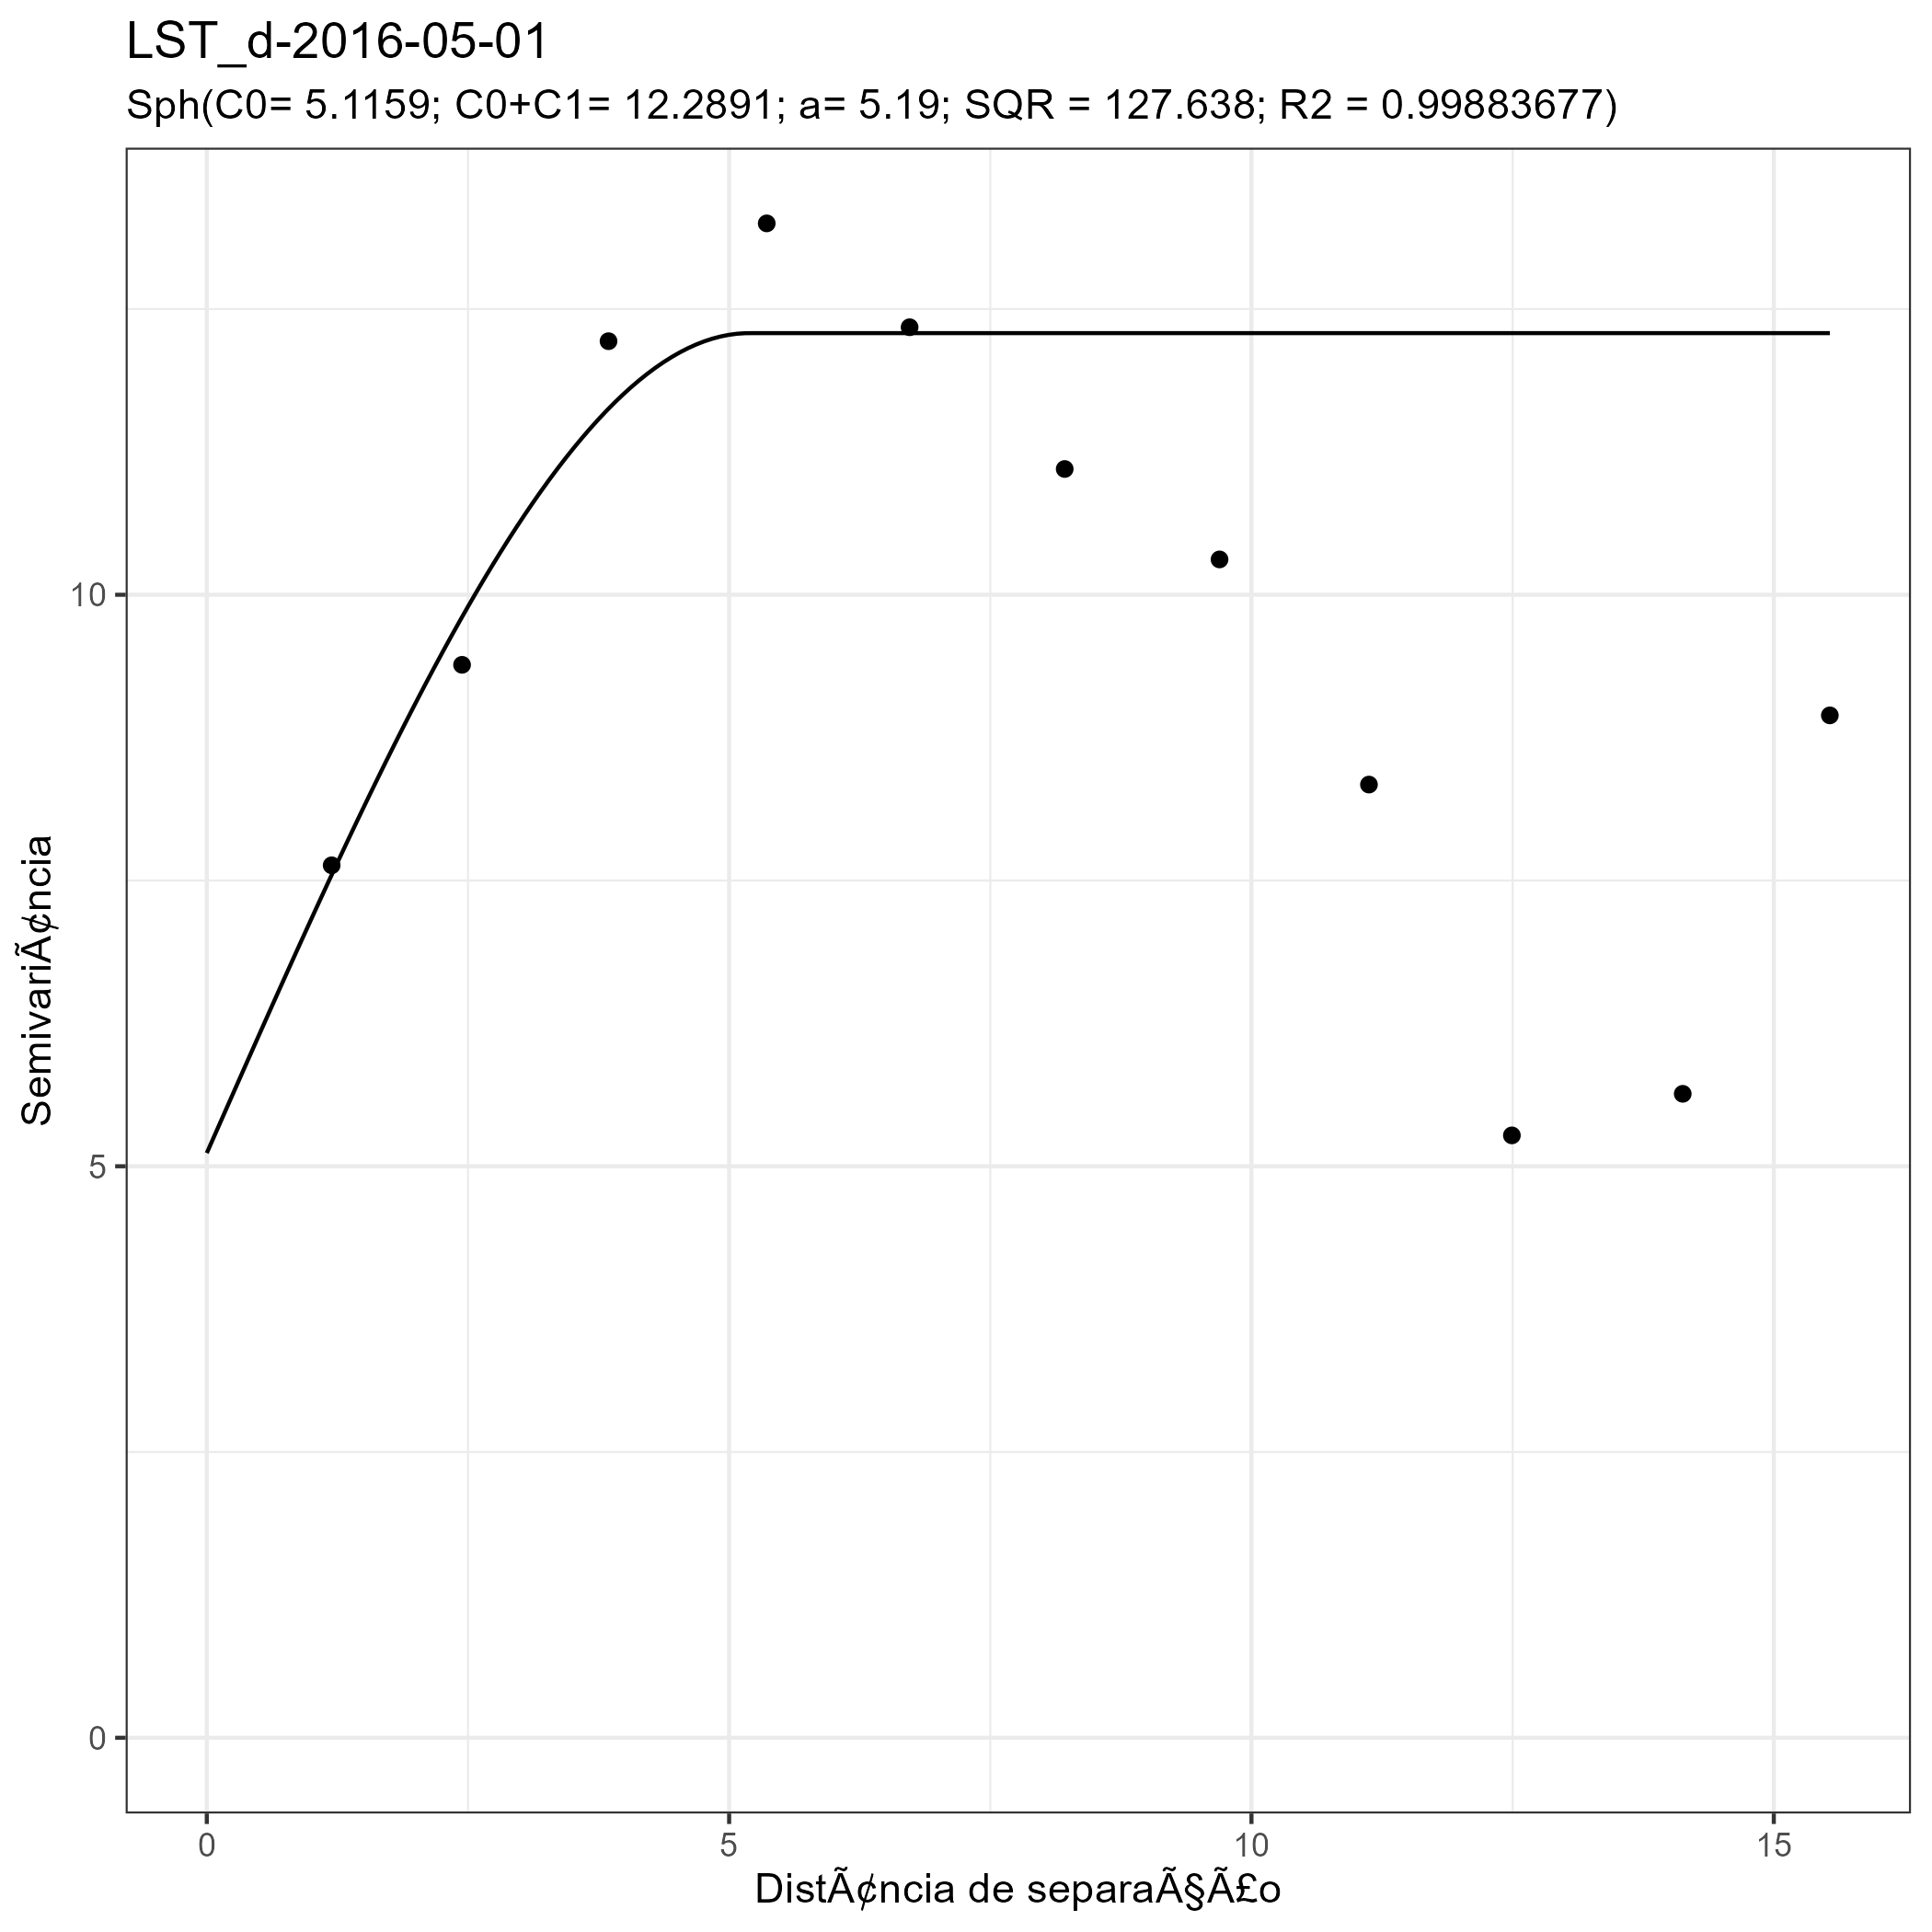 LST_d-2016-05-01
Sph(C0= 5.1159; C0+C1= 12.2891; a= 5.19; SQR = 127.638; R2 = 0.99883677)
SemivariÃ¢ncia
10
5
0
0
5
10
15
DistÃ¢ncia de separaÃ§Ã£o